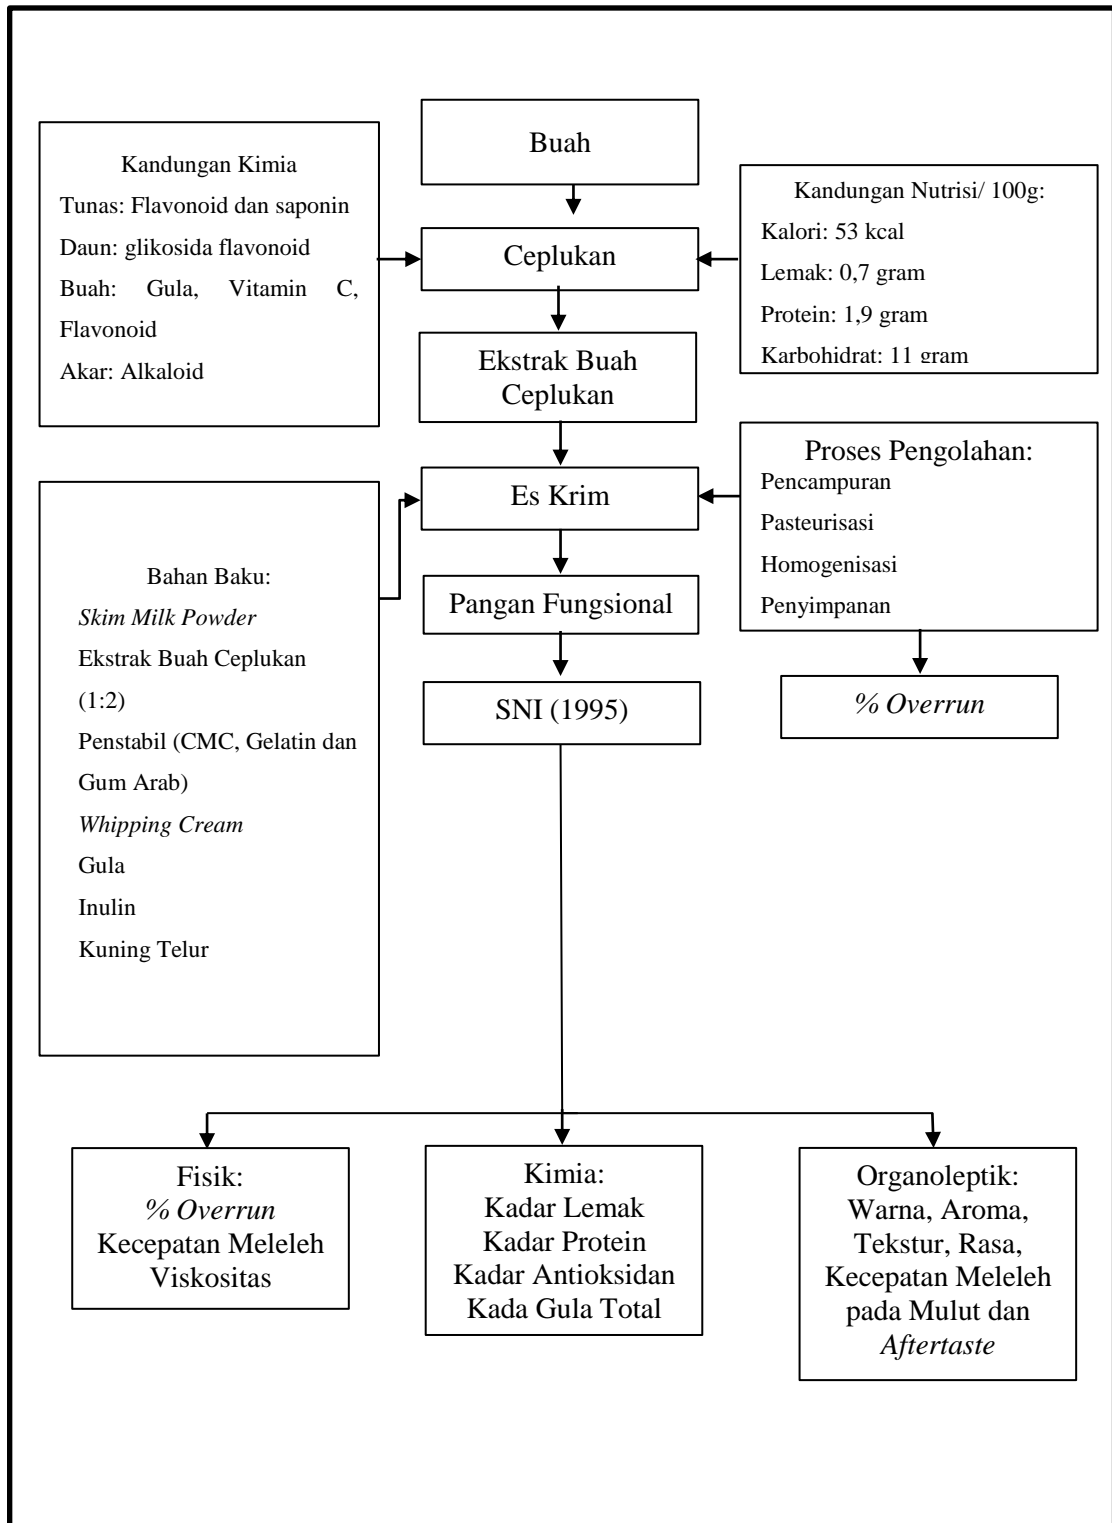 Buah
Kandungan Kimia
Tunas: Flavonoid dan saponin
Daun: glikosida flavonoid
Buah: Gula, Vitamin C,
Flavonoid
Akar: Alkaloid
Ceplukan
Kandungan Nutrisi/ 100g:
Kalori: 53 kcal
Lemak: 0,7 gram
Protein: 1,9 gram
Karbohidrat: 11 gram
Ekstrak Buah
Ceplukan
Es Krim
Proses Pengolahan:
Pencampuran
Pasteurisasi
Homogenisasi
Penyimpanan
Bahan Baku:
Skim Milk Powder
Ekstrak Buah Ceplukan
(1:2)
Penstabil (CMC, Gelatin dan
Gum Arab)
Whipping Cream
Gula
Inulin
Kuning Telur
Pangan Fungsional
SNI (1995)
% Overrun
Fisik:
% Overrun
Kecepatan Meleleh
Viskositas
Kimia:
Kadar Lemak
Kadar Protein
Kadar Antioksidan
Kada Gula Total
Organoleptik:
Warna, Aroma,
Tekstur, Rasa,
Kecepatan Meleleh
pada Mulut dan
Aftertaste